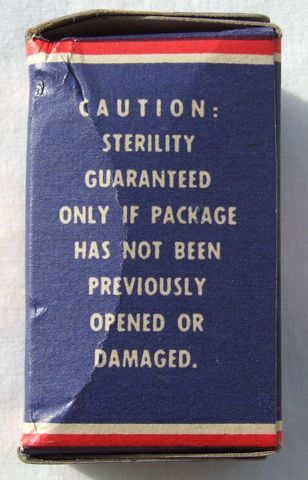 CAUTION:
STERILITY
GUARANTEED
ONLY IF PACKAGE
HAS NOT BEEN
PREVIOUSLY
OPENED OR
DAMAGED.